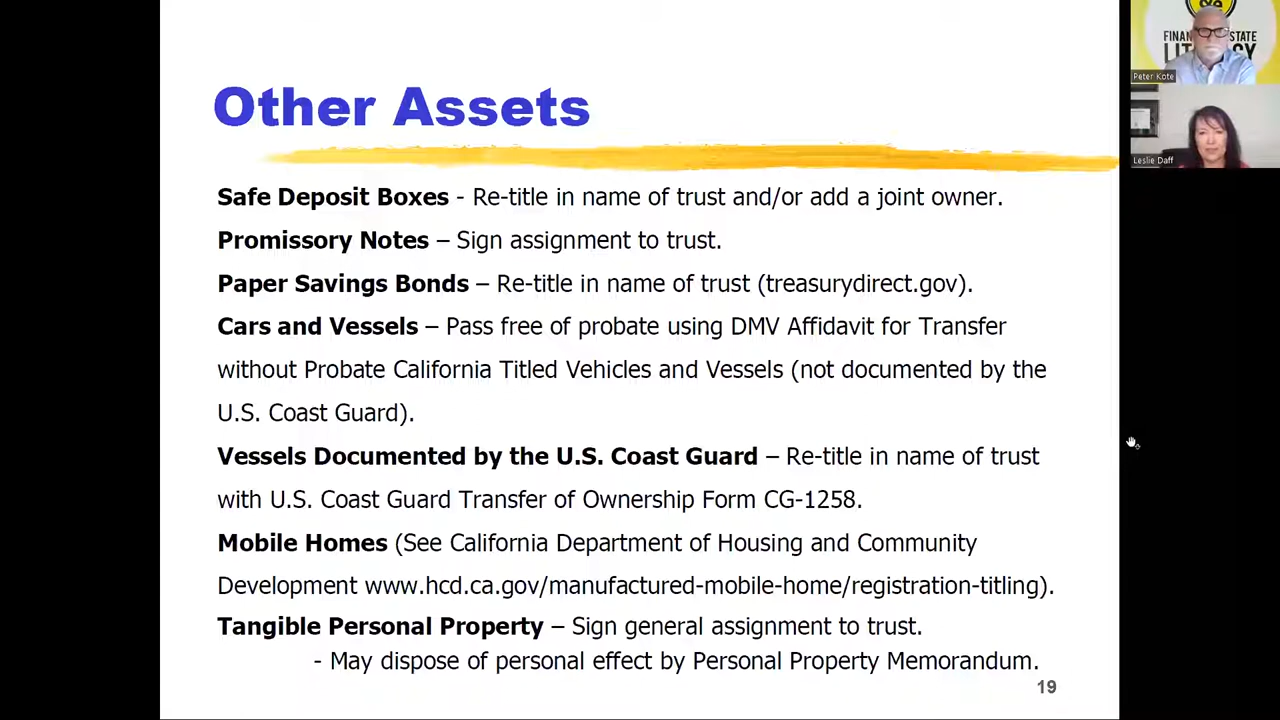 Other Assets
Safe Deposit Boxes - Re-title in name of trust and/or add a joint owner.
Promissory Notes – Sign assignment to trust.
Paper Savings Bonds – Re-title in name of trust (treasurydirect.gov).
Cars and Vessels – Pass free of probate using DMV Affidavit for Transfer
without Probate California Titled Vehicles and Vessels (not documented by the
U.S. Coast Guard).
Vessels Documented by the U.S. Coast Guard – Re-title in name of trust
with U.S. Coast Guard Transfer of Ownership Form CG-1258.
Mobile Homes (See California Department of Housing and Community
Development www.hcd.ca.gov/manufactured-mobile-home/registration-titling).
Tangible Personal Property – Sign general assignment to trust.
- May dispose of personal effect by Personal Property Memorandum.
19
Peter Kote
Leslie Daff